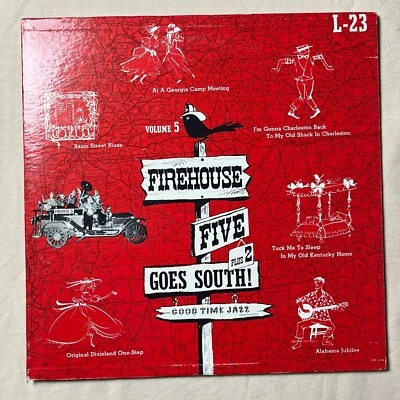 L-23
At A Georgia Camp Meeting
VOLUME 5
I'm Gonna Charleston Back
To My Old Shack In Charleston
Basin Street Blues
FIREHOUSE
FIVE
PLUS 2
GOES SOUTH!
GOOD TIME JAZZ
Tuck Me To Sleep
In My Old Kentucky Home
Original Dixieland One-Step
Alabama Jubilee